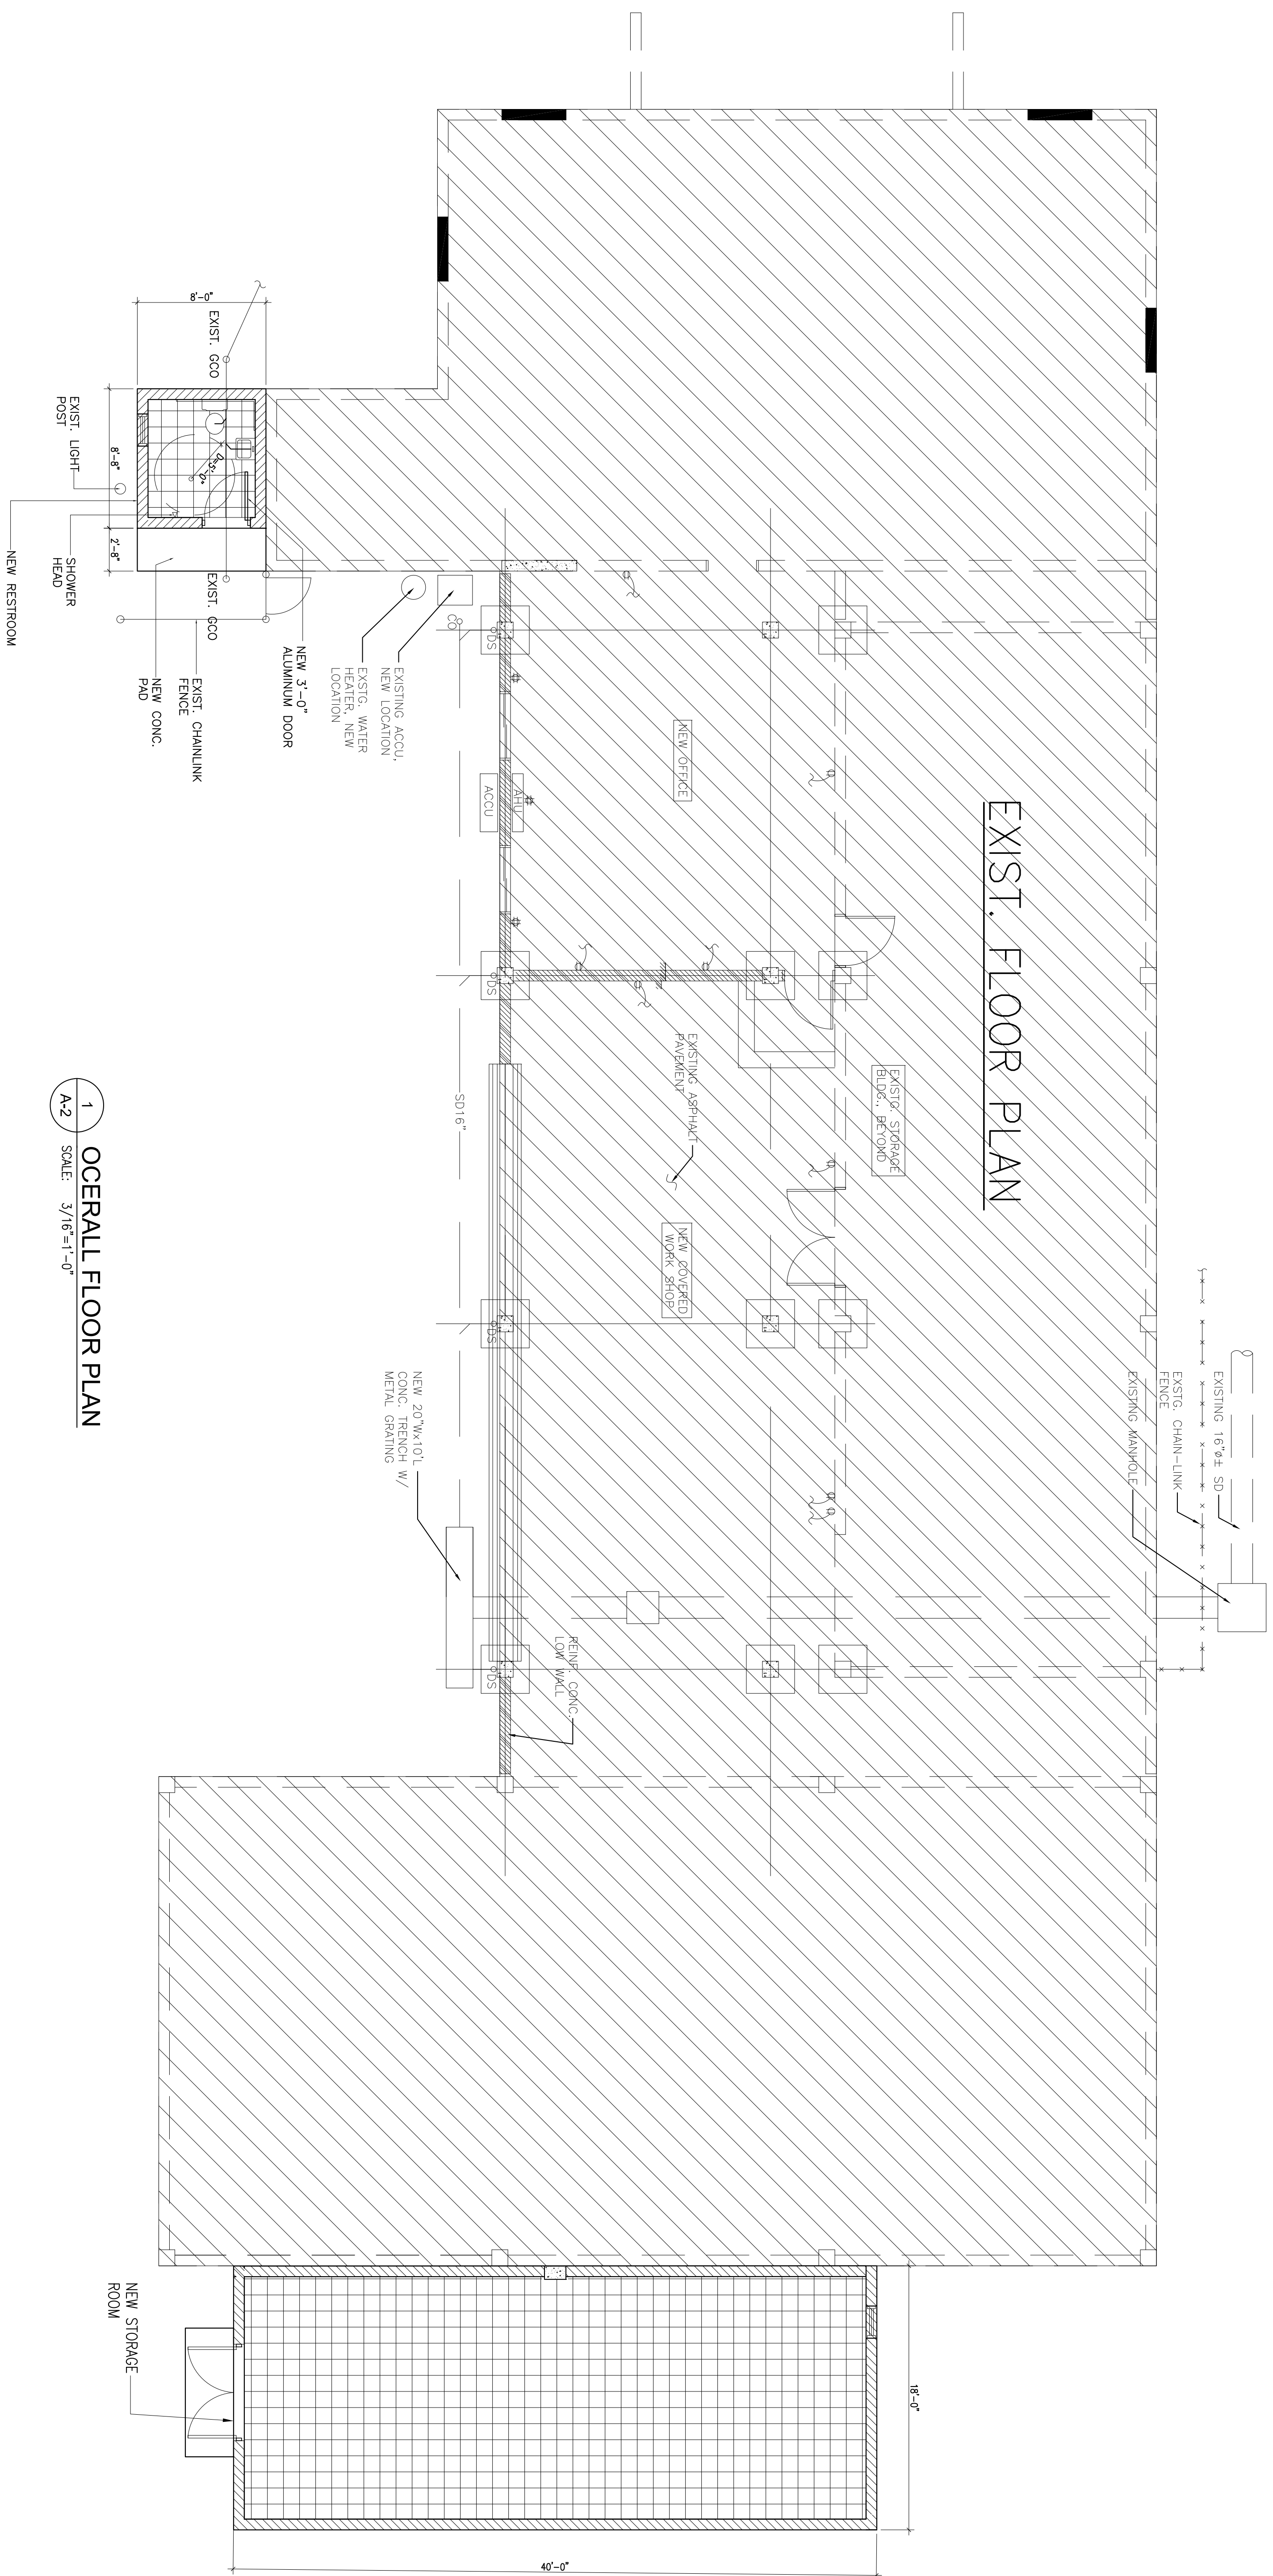 EXIST. FLOOR PLAN
EXISTING 16"ø± SD
EXSTG. CHAIN-LINK
FENCE
EXISTING MANHOLE
EXIST'G. STORAGE
BLDG., BEYOND
NEW OFFICE
EXISTING ASPHALT
PAVEMENT
NEW COVERED
WORK SHOP
REINF. CONC.
LOW WALL
AHU
ACCU
DS
DS
DS
DS
CO
SD16"
NEW 20"Wx10'L
CONC. TRENCH W/
METAL GRATING
EXISTING ACCU,
NEW LOCATION
EXSTG. WATER
HEATER, NEW
LOCATION
NEW 3'-0"
ALUMINUM DOOR
EXIST. GCO
EXIST. GCO
EXIST. CHAINLINK
FENCE
NEW CONC.
PAD
SHOWER
HEAD
EXIST. LIGHT
POST
NEW RESTROOM
8'-0"
8'-8"
2'-8"
18'-0"
40'-0"
NEW STORAGE
ROOM
1
A-2
OCERALL FLOOR PLAN
SCALE: 3/16"=1'-0"